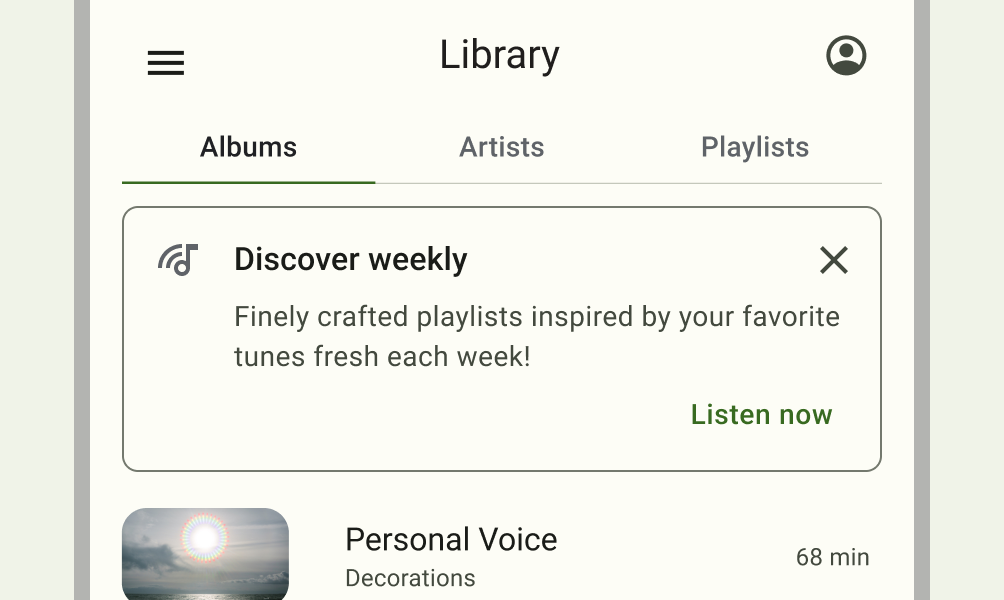 Library
Albums
Artists
Playlists
Discover weekly
Finely crafted playlists inspired by your favorite
tunes fresh each week!
Listen now
Personal Voice
68 min
Decorations